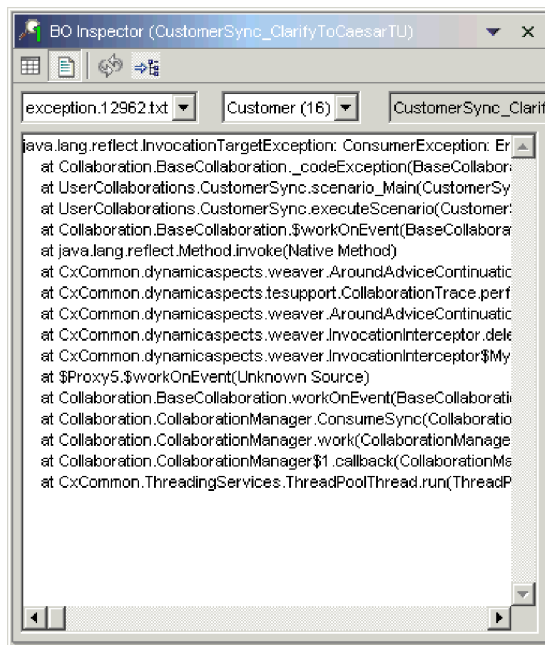 BO Inspector (CustomerSync_ClarifyToCaesarTU)
exception.12962.txt
Customer (16)
CustomerSync_Clarif
java.lang.reflect.InvocationTargetException: ConsumerException: Er
at Collaboration.BaseCollaboration._codeException(BaseCollabor
at UserCollaborations.CustomerSync.scenario_Main(CustomerSy
at UserCollaborations.CustomerSync.executeScenario(Customer
at Collaboration.BaseCollaboration.$workOnEvent(BaseCollabora
at java.lang.reflect.Method.invoke(Native Method)
at CxCommon.dynamicaspects.weaver.AroundAdviceContinuatic
at CxCommon.dynamicaspects.tesupport.CollaborationTrace.perf
at CxCommon.dynamicaspects.weaver.AroundAdviceContinuatic
at CxCommon.dynamicaspects.weaver.InvocationInterceptor.dele
at CxCommon.dynamicaspects.weaver.InvocationInterceptor$My
at $Proxy5.$workOnEvent(Unknown Source)
at Collaboration.BaseCollaboration.workOnEvent(BaseCollaborati
at Collaboration.CollaborationManager.ConsumeSync(Collaboratio
at Collaboration.CollaborationManager.work(CollaborationManage
at Collaboration.CollaborationManager$1.callback(CollaborationMa
at CxCommon.ThreadingServices.ThreadPoolThread.run(ThreadP